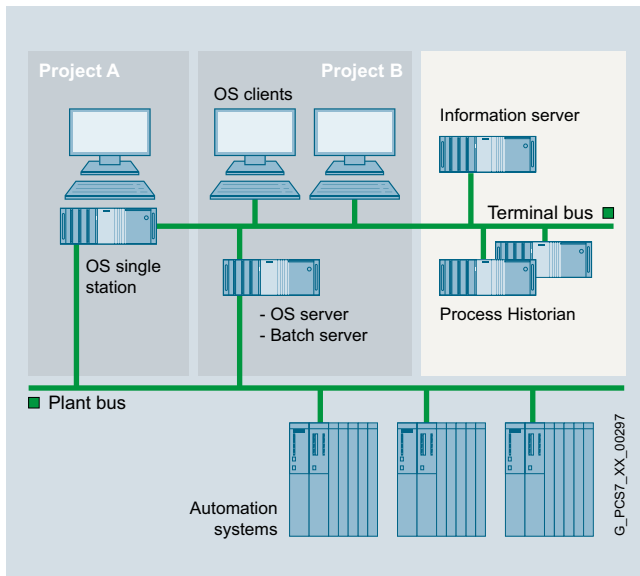 Project A
Project B
OS clients
Information server
Terminal bus
OS single
station
- OS server
- Batch server
Process Historian
Plant bus
Automation
systems
G_PCS7_XX_00297